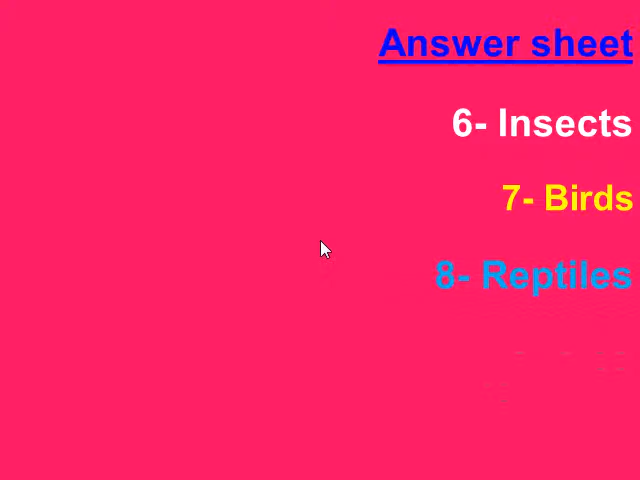 Answer sheet
6- Insects
7- Birds
8- Reptiles